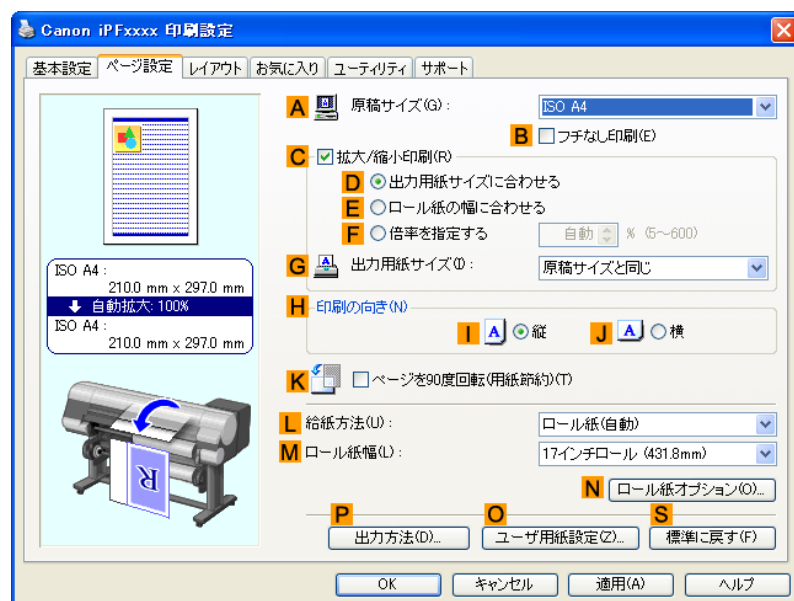 Canon iPFxxxx 印刷設定
基本設定 ページ設定 レイアウト お気に入り ユーティリティ サポート
A 原稿サイズ(G) : ISO A4
B フチなし印刷(E)
C 拡大/縮小印刷(R)
D 出力用紙サイズに合わせる
E ロール紙の幅に合わせる
F 倍率を指定する 自動 % (5～600)
G 出力用紙サイズ(I) : 原稿サイズと同じ
ISO A4 :
210.0 mm x 297.0 mm
自動拡大: 100%
ISO A4 :
210.0 mm x 297.0 mm
H 印刷の向き(N)
I A 縦 J A 横
K ページを90度回転(用紙節約)(T)
L 給紙方法(U) : ロール紙(自動)
M ロール紙幅(L) : 17インチロール (431.8mm)
R
N ロール紙オプション(O)...
P O S
出力方法(D)... ユーザ用紙設定(Z)... 標準に戻す(F)
OK キャンセル 適用(A) ヘルプ